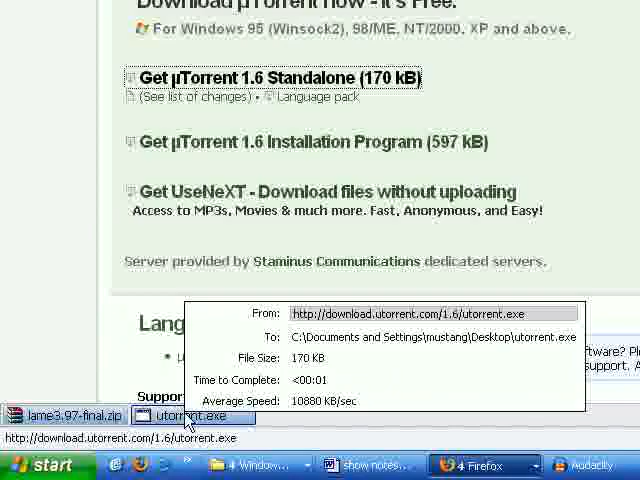 Download µTorrent now - it's Free.
For Windows 95 (Winsock2), 98/ME, NT/2000, XP and above.
Get µTorrent 1.6 Standalone (170 kB)
(See list of changes) • Language pack
Get µTorrent 1.6 Installation Program (597 kB)
Get UseNeXT - Download files without uploading
Access to MP3s, Movies & much more. Fast, Anonymous, and Easy!
Server provided by Staminus Communications dedicated servers.
From: http://download.utorrent.com/1.6/utorrent.exe
Lang
To: C:\Documents and Settings\mustang\Desktop\utorrent.exe
tware? Ple
File Size: 170 KB
support. A
Time to Complete: <00:01
Suppor
Average Speed: 10880 KB/sec
lame3.97-final.zip utorrent.exe
http://download.utorrent.com/1.6/utorrent.exe
start 4 Window... show notes... 4 Firefox Audacity